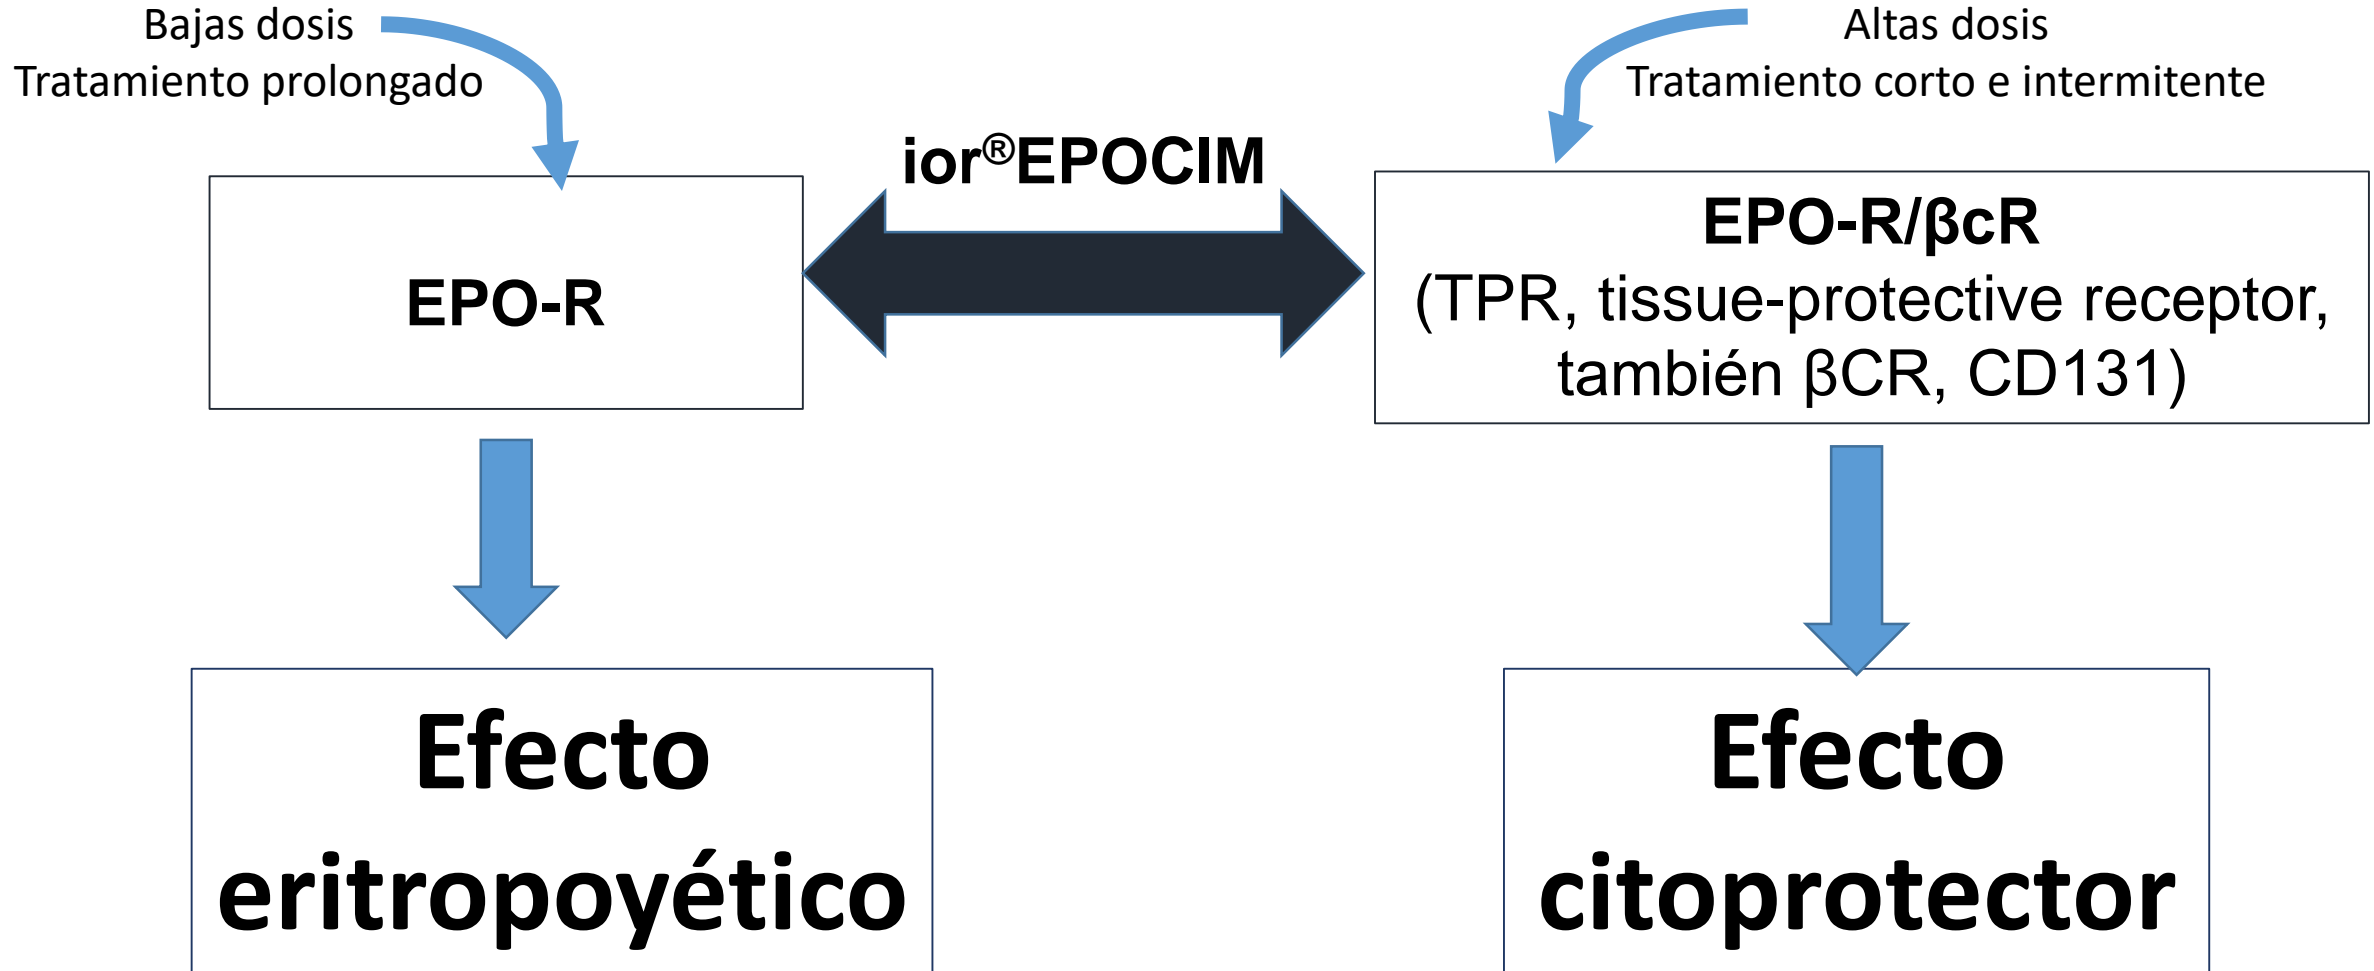 Bajas dosis
Tratamiento prolongado
Altas dosis
Tratamiento corto e intermitente
ior®EPOCIM
EPO-R
EPO-R/βcR
(TPR, tissue-protective receptor,
también βCR, CD131)
Efecto
eritropoyético
Efecto
citoprotector